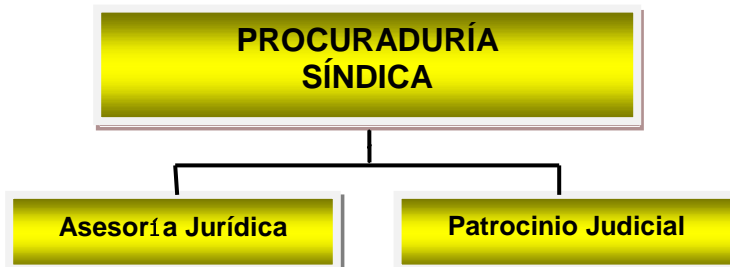 PROCURADURÍA
SÍNDICA
Asesoría Jurídica
Patrocinio Judicial